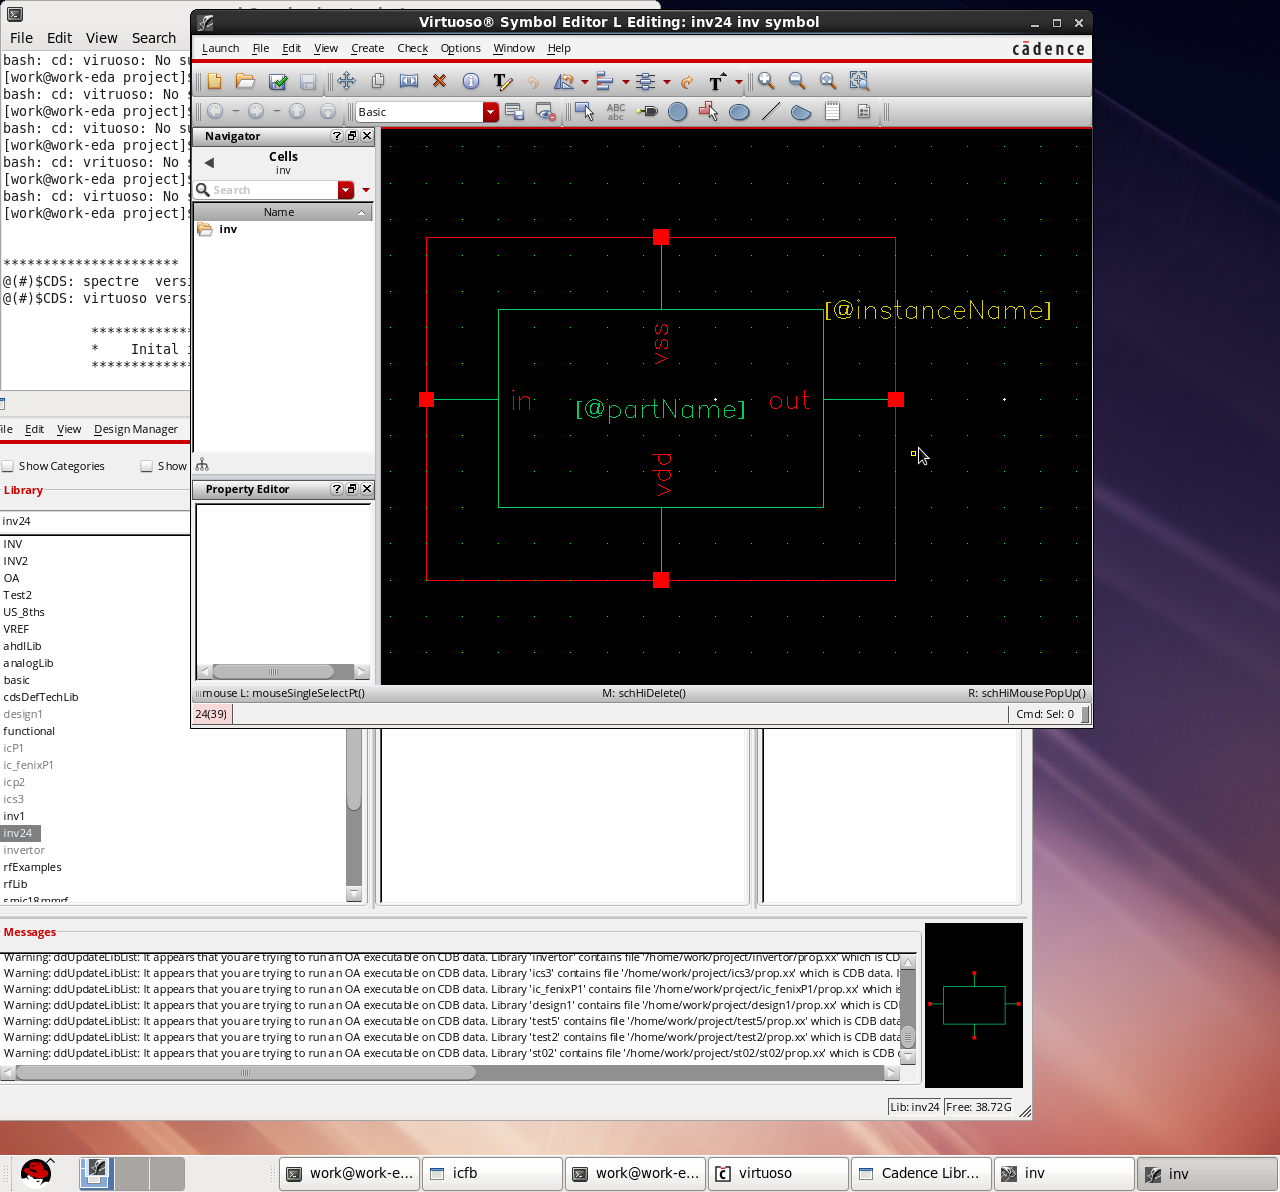 File Edit View Search
bash: cd: viruoso: No su
[work@work-eda project]$
bash: cd: vitruoso: No s
[work@work-eda project]$
bash: cd: vituoso: No su
[work@work-eda project]$
bash: cd: vrituoso: No s
[work@work-eda project]$
bash: cd: virtuoso: No s
[work@work-eda project]$
**********************
@(#)$CDS: spectre versi
@(#)$CDS: virtuoso versi
* Inital i
Virtuoso® Symbol Editor L Editing: inv24 inv symbol
Launch File Edit View Create Check Options Window Help
cādence
Basic
ABC
abc
Navigator
Cells
inv
Search
Name
inv
Property Editor
[@instanceName]
vss
in
[@partName]
out
vdd
mouse L: mouseSingleSelectPt()
M: schHiDelete()
R: schHiMousePopUp()
24(39)
Cmd: Sel: 0
ile Edit View Design Manager
Show Categories
Show
Library
inv24
INV
INV2
OA
Test2
US_8ths
VREF
ahdlLib
analogLib
basic
cdsDefTechLib
design1
functional
icP1
ic_fenixP1
icp2
ics3
inv1
inv24
invertor
rfExamples
rfLib
smic18mmrf
Messages
Warning: ddUpdateLibList: It appears that you are trying to run an OA executable on CDB data. Library 'invertor' contains file '/home/work/project/invertor/prop.xx' which is CD
Warning: ddUpdateLibList: It appears that you are trying to run an OA executable on CDB data. Library 'ics3' contains file '/home/work/project/ics3/prop.xx' which is CDB data.
Warning: ddUpdateLibList: It appears that you are trying to run an OA executable on CDB data. Library 'ic_fenixP1' contains file '/home/work/project/ic_fenixP1/prop.xx' which is
Warning: ddUpdateLibList: It appears that you are trying to run an OA executable on CDB data. Library 'design1' contains file '/home/work/project/design1/prop.xx' which is CD
Warning: ddUpdateLibList: It appears that you are trying to run an OA executable on CDB data. Library 'test5' contains file '/home/work/project/test5/prop.xx' which is CDB data
Warning: ddUpdateLibList: It appears that you are trying to run an OA executable on CDB data. Library 'test2' contains file '/home/work/project/test2/prop.xx' which is CDB data
Warning: ddUpdateLibList: It appears that you are trying to run an OA executable on CDB data. Library 'st02' contains file '/home/work/project/st02/st02/prop.xx' which is CDB
Lib: inv24 Free: 38.72G
work@work-e... icfb work@work-e... virtuoso Cadence Libr... inv inv